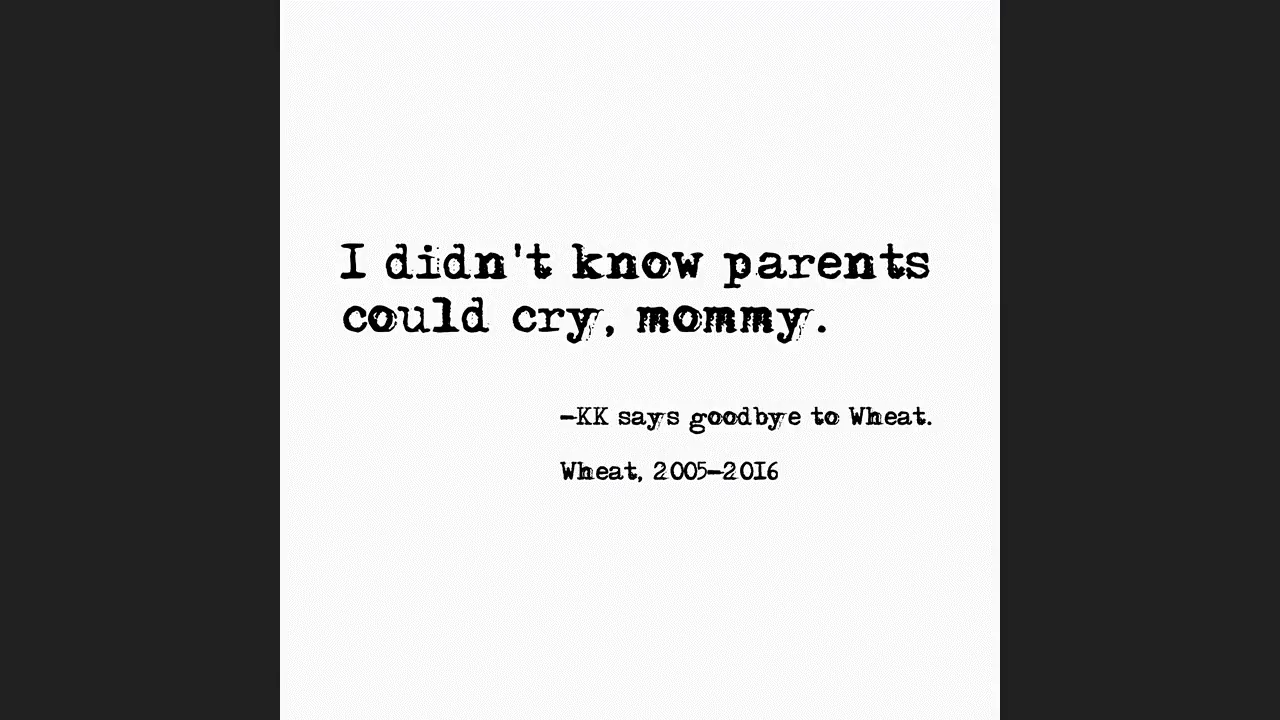 I didn't know parents
could cry, mommy.
—KK says goodbye to Wheat.
Wheat, 2005—2016